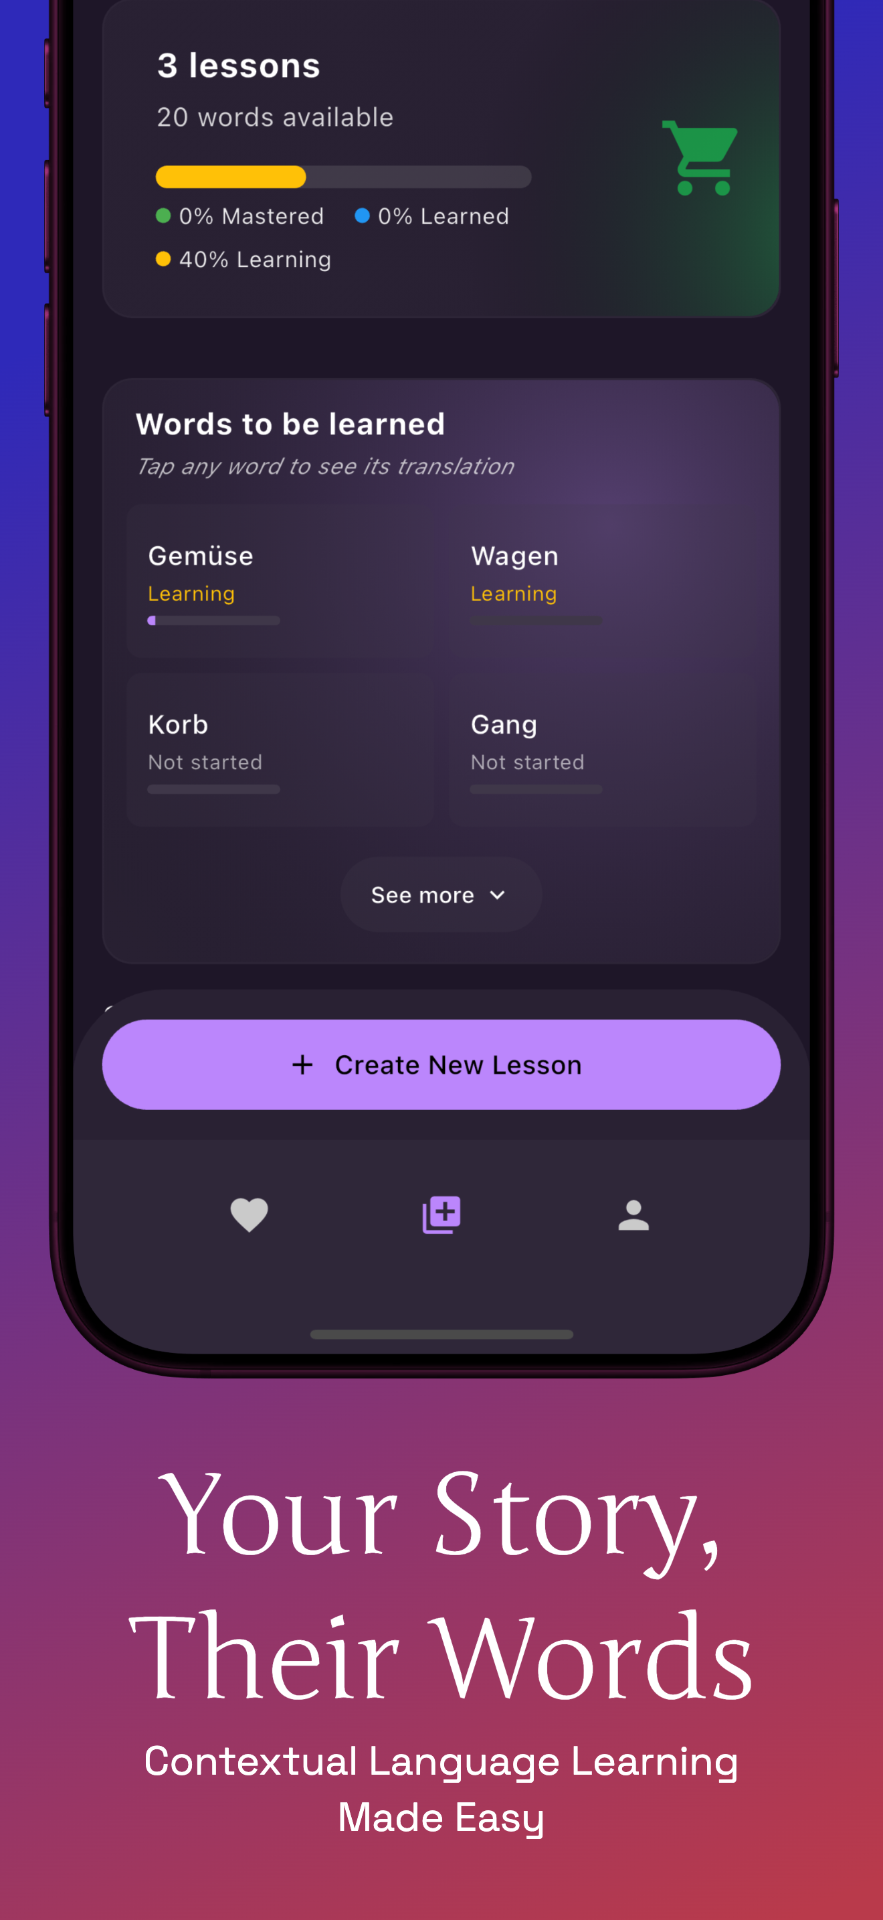 3 lessons
20 words available
0% Mastered
0% Learned
40% Learning
Words to be learned
Tap any word to see its translation
Gemüse
Learning
Wagen
Learning
Korb
Not started
Gang
Not started
See more
+ Create New Lesson
Your Story,
Their Words
Contextual Language Learning
Made Easy